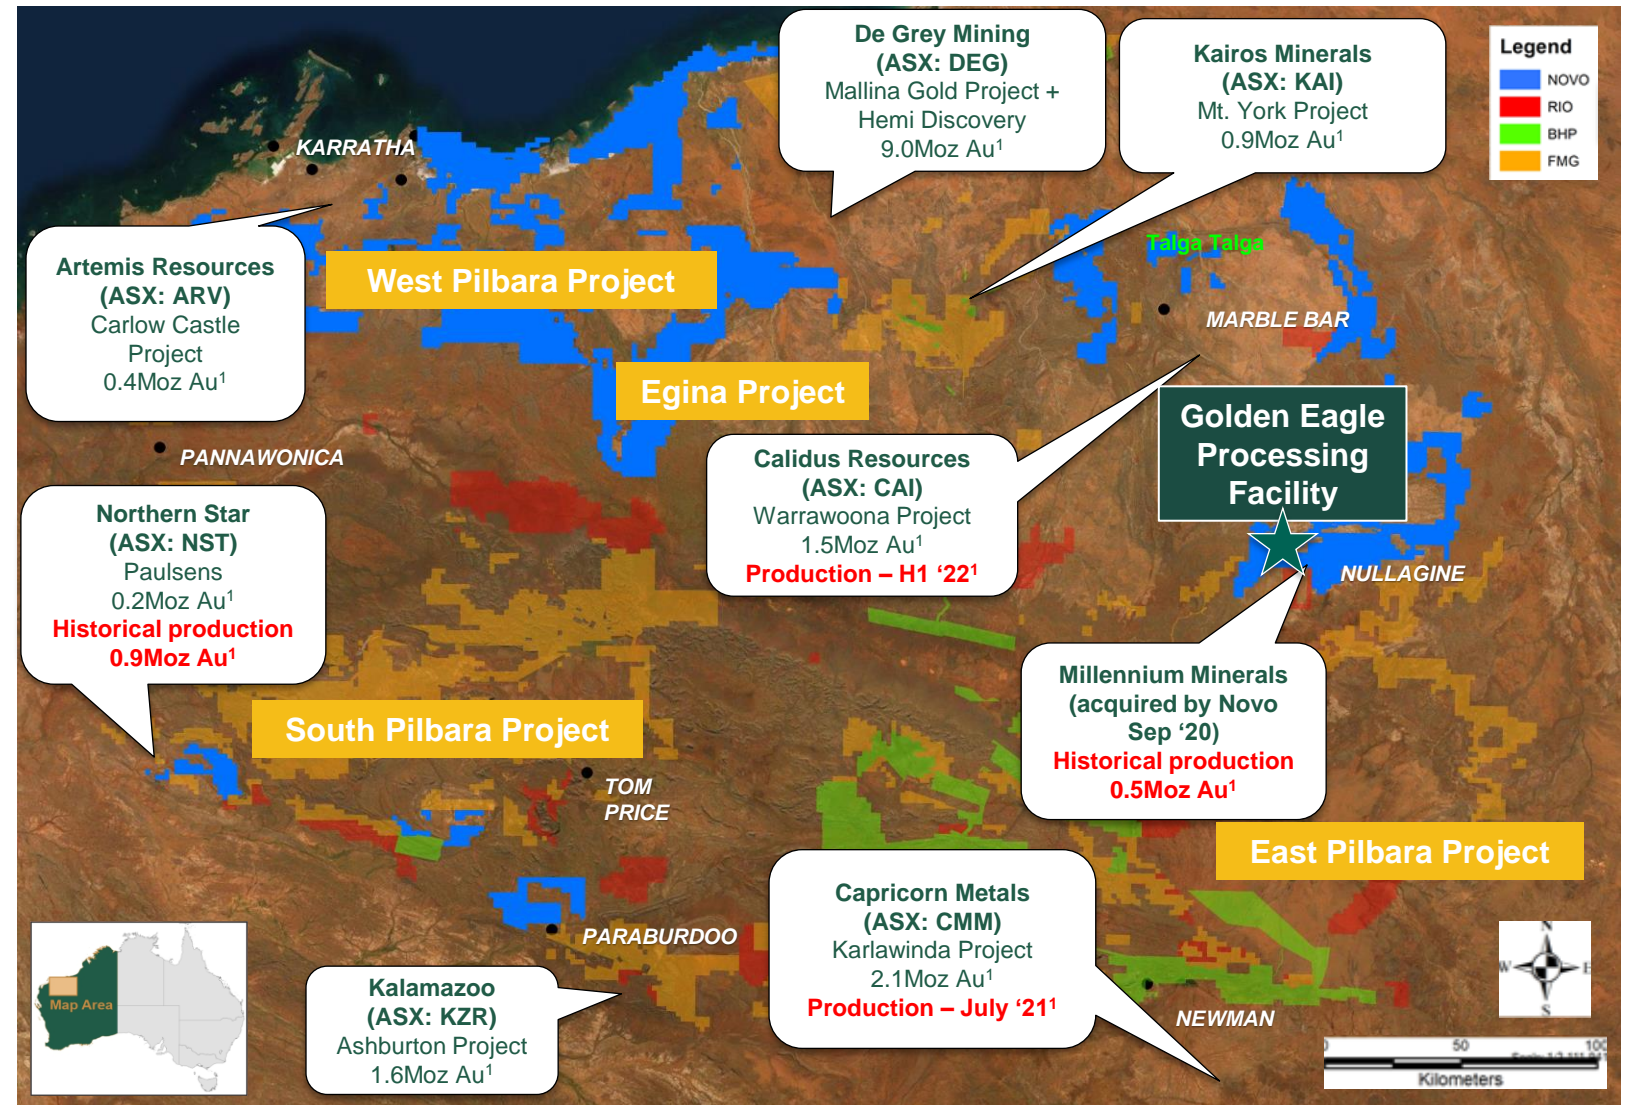 De Grey Mining
(ASX: DEG)
Mallina Gold Project +
Hemi Discovery
9.0Moz Au¹
Kairos Minerals
(ASX: KAI)
Mt. York Project
0.9Moz Au¹
Legend
NOVO
RIO
BHP
FMG
KARRATHA
Artemis Resources
(ASX: ARV)
Carlow Castle
Project
0.4Moz Au¹
West Pilbara Project
Talga Talga
MARBLE BAR
Egina Project
Golden Eagle
Processing
Facility
PANNAWONICA
Calidus Resources
(ASX: CAI)
Warrawoona Project
1.5Moz Au¹
Production – H1 ‘22¹
Northern Star
(ASX: NST)
Paulsens
0.2Moz Au¹
Historical production
0.9Moz Au¹
NULLAGINE
Millennium Minerals
(acquired by Novo
Sep ‘20)
Historical production
0.5Moz Au¹
South Pilbara Project
TOM
PRICE
East Pilbara Project
Capricorn Metals
(ASX: CMM)
Karlawinda Project
2.1Moz Au¹
Production – July ‘21¹
PARABURDOO
Kalamazoo
(ASX: KZR)
Ashburton Project
1.6Moz Au¹
Map Area
NEWMAN
N
W E
S
0 50 100
Kilometers